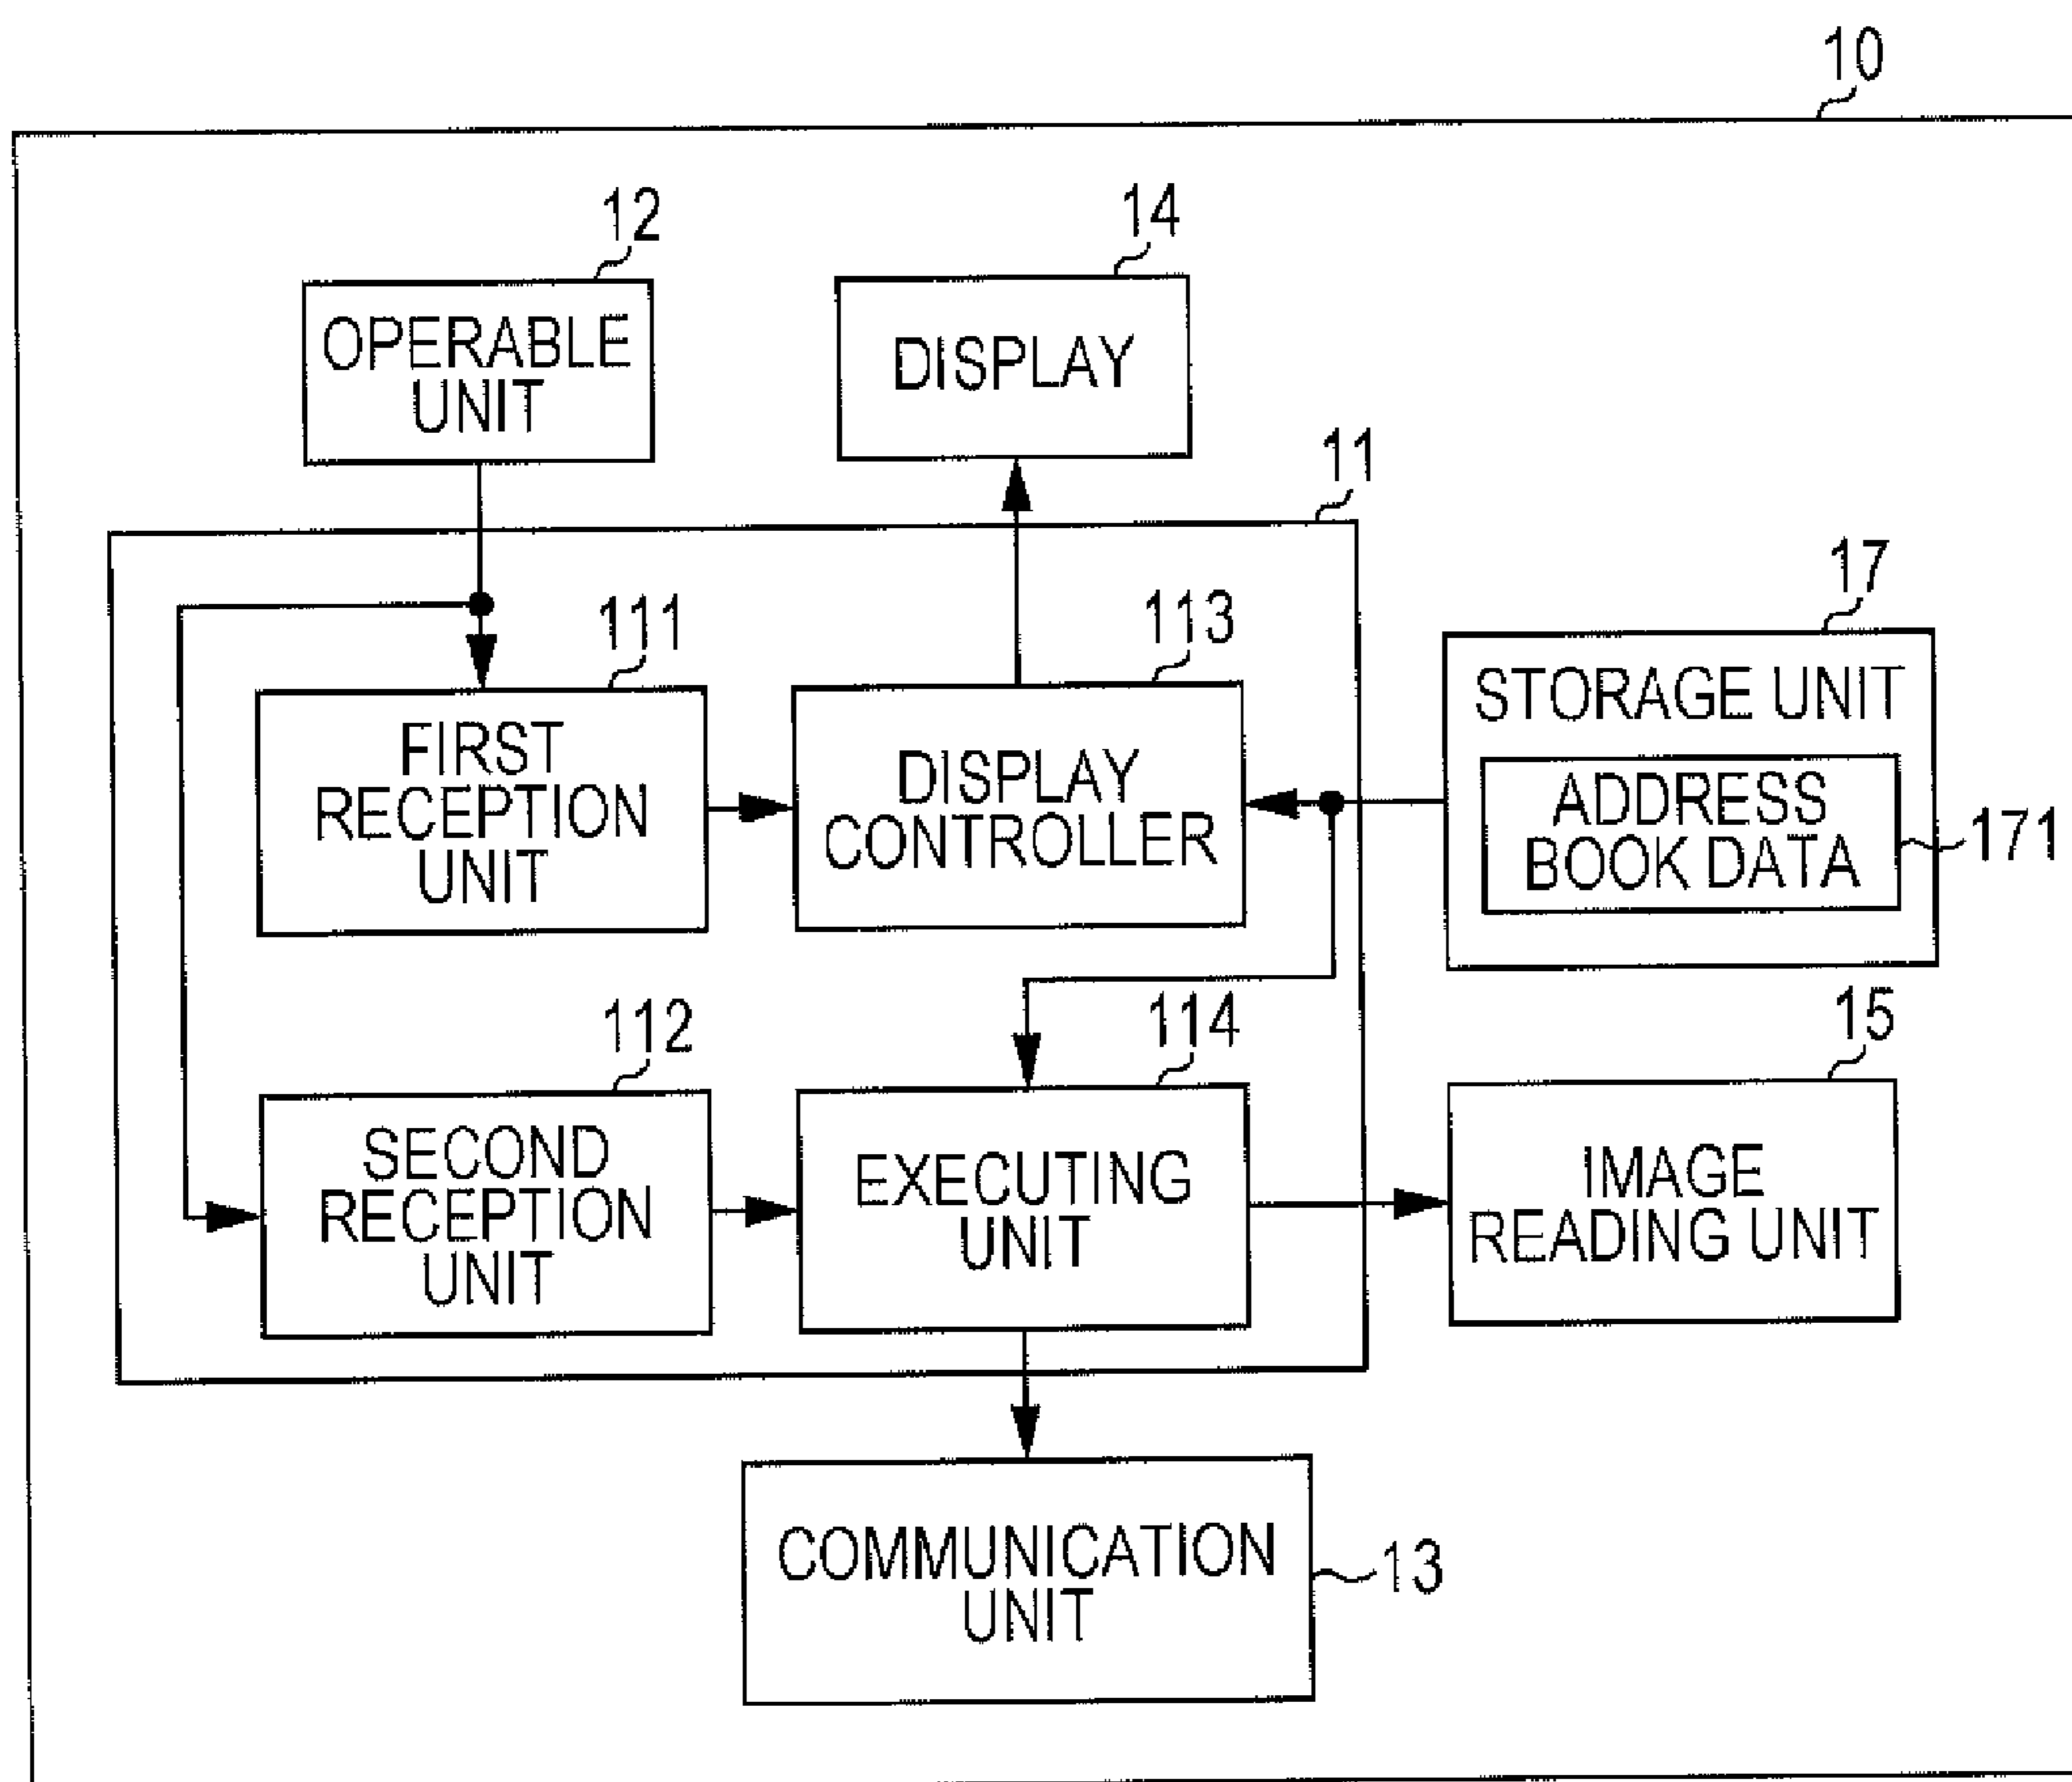 10
12
14
OPERABLE
UNIT
DISPLAY
11
17
111
113
STORAGE UNIT
FIRST
RECEPTION
UNIT
DISPLAY
CONTROLLER
ADDRESS
BOOK DATA
171
112
114
15
SECOND
RECEPTION
UNIT
EXECUTING
UNIT
IMAGE
READING UNIT
COMMUNICATION
UNIT
13